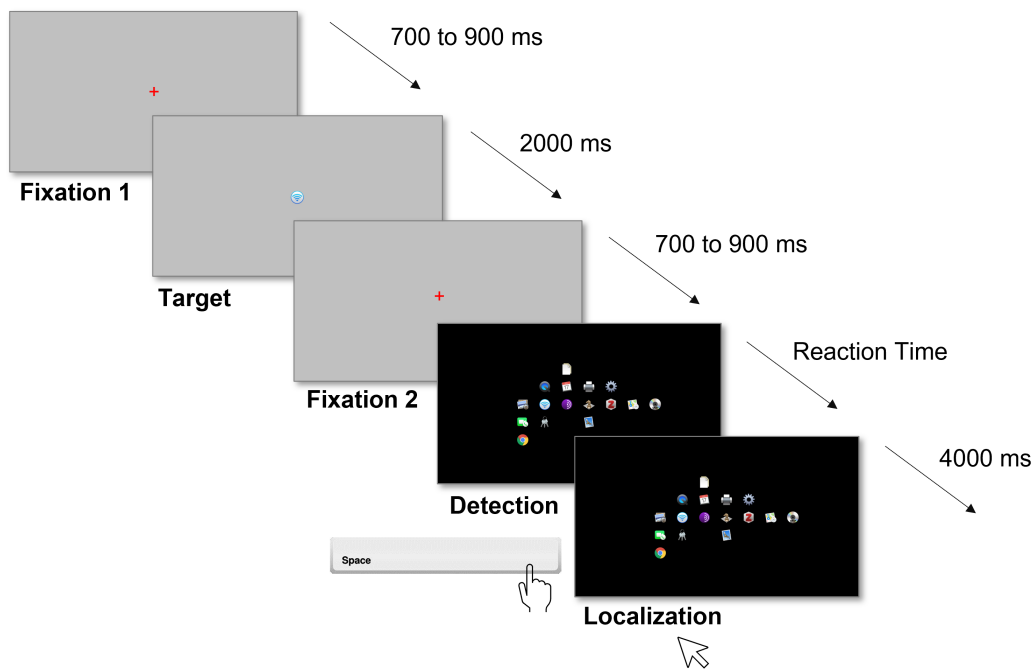 700 to 900 ms
Fixation 1
2000 ms
Target
700 to 900 ms
Fixation 2
Reaction Time
Detection
4000 ms
Space
Localization